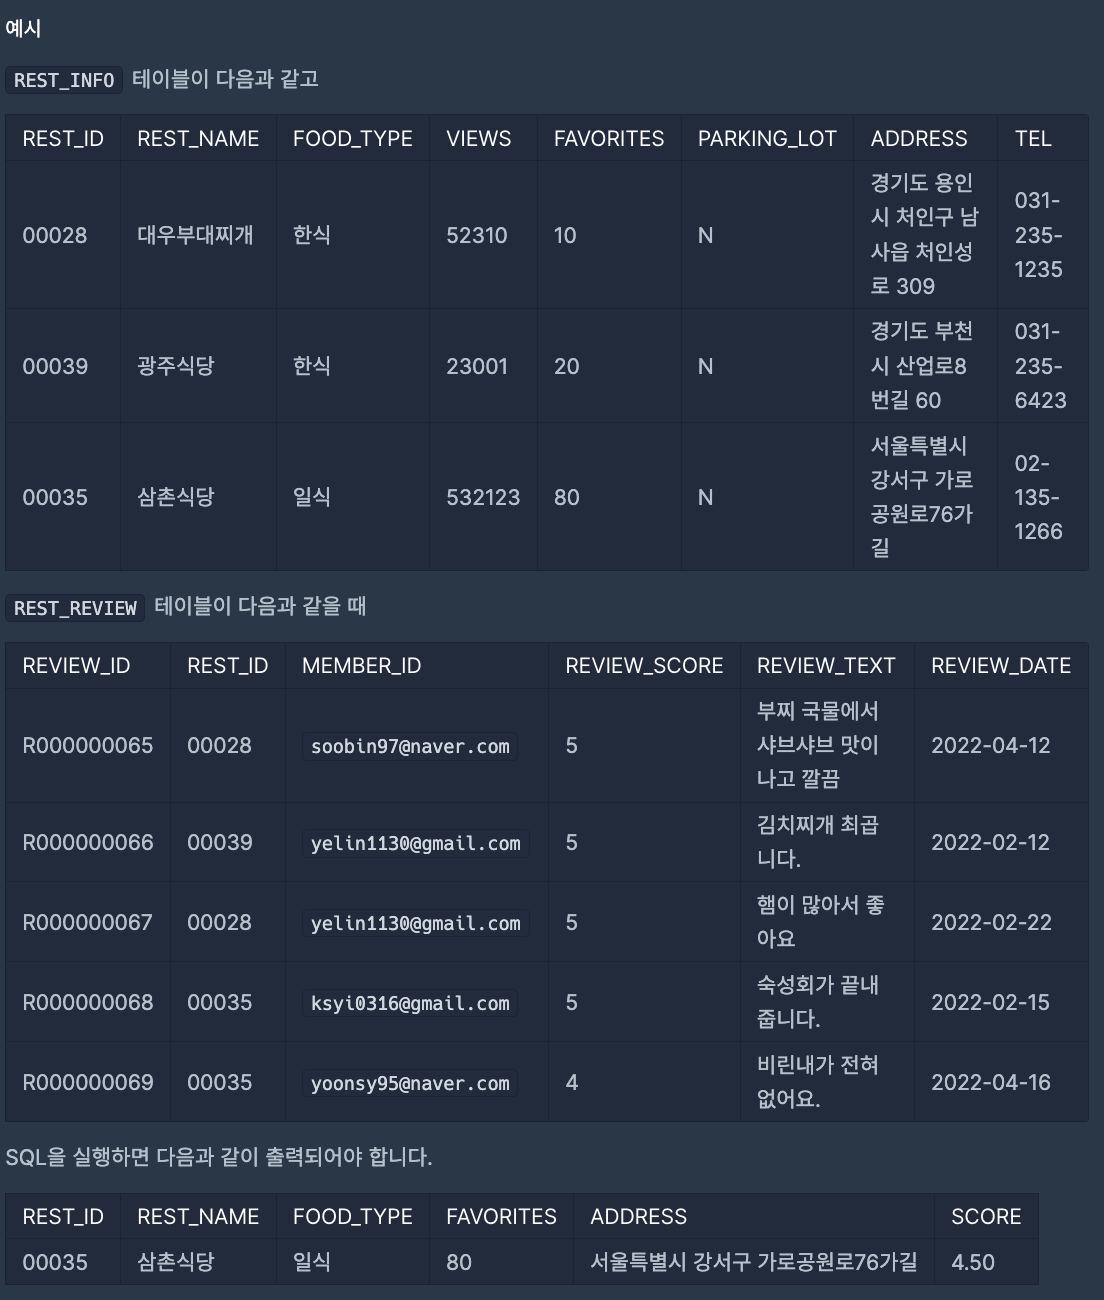 예시
REST_INFO 테이블이 다음과 같고
REST_ID REST_NAME FOOD_TYPE VIEWS FAVORITES PARKING_LOT ADDRESS TEL
00028 대우부대찌개 한식 52310 10 N 경기도 용인시 처인구 남사읍 처인성로 309 031-235-1235
00039 광주식당 한식 23001 20 N 경기도 부천시 산업로8번길 60 031-235-6423
00035 삼촌식당 일식 532123 80 N 서울특별시 강서구 가로공원로76가길 02-135-1266
REST_REVIEW 테이블이 다음과 같을 때
REVIEW_ID REST_ID MEMBER_ID REVIEW_SCORE REVIEW_TEXT REVIEW_DATE
R000000065 00028 soobin97@naver.com 5 부찌 국물에서 샤브샤브 맛이나고 깔끔 2022-04-12
R000000066 00039 yelin1130@gmail.com 5 김치찌개 최곱니다. 2022-02-12
R000000067 00028 yelin1130@gmail.com 5 햄이 많아서 좋아요 2022-02-22
R000000068 00035 ksyi0316@gmail.com 5 숙성회가 끝내줍니다. 2022-02-15
R000000069 00035 yoonsy95@naver.com 4 비린내가 전혀없어요. 2022-04-16
SQL을 실행하면 다음과 같이 출력되어야 합니다.
REST_ID REST_NAME FOOD_TYPE FAVORITES ADDRESS SCORE
00035 삼촌식당 일식 80 서울특별시 강서구 가로공원로76가길 4.50